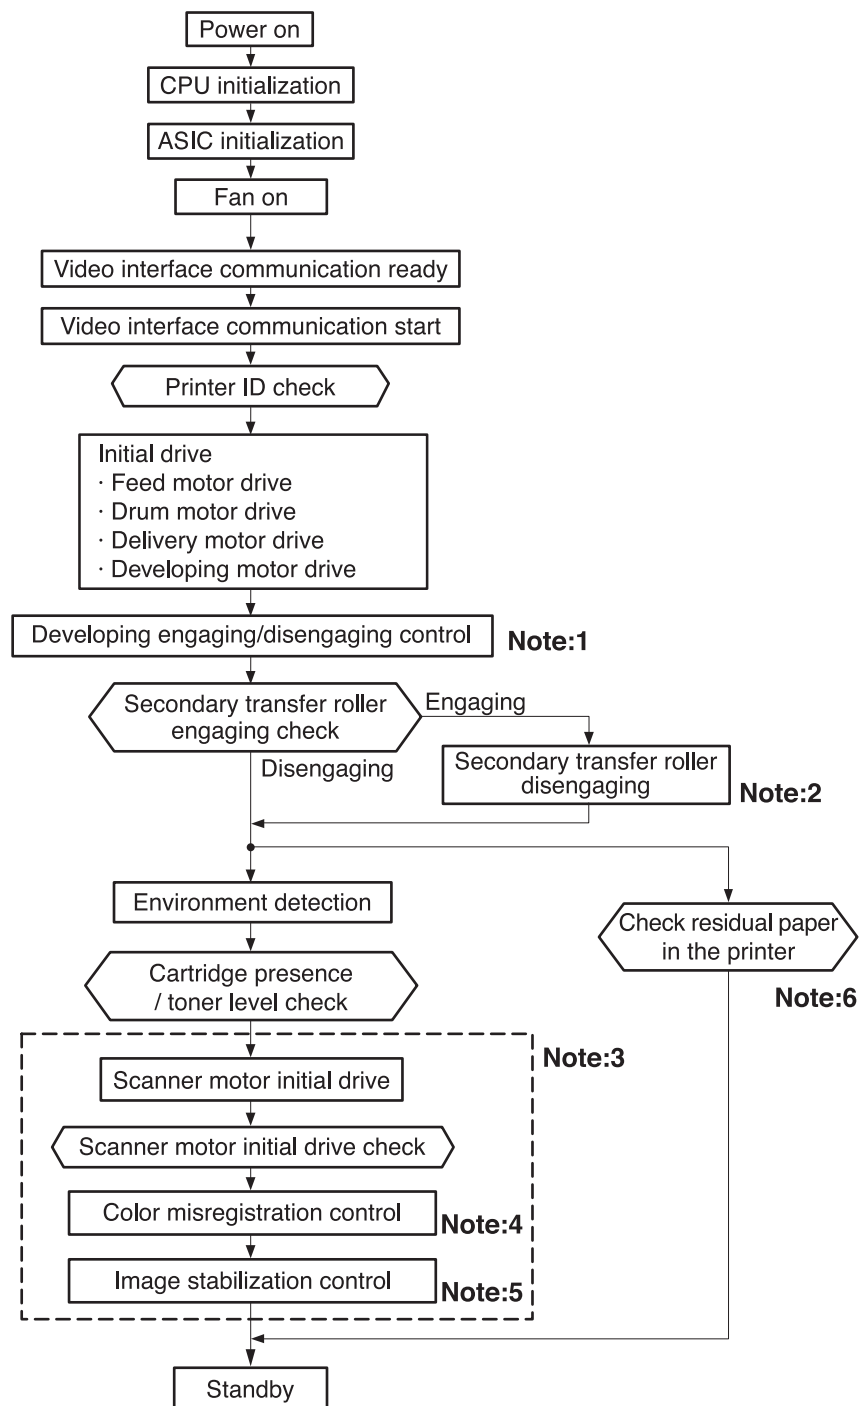 Power on
CPU initialization
ASIC initialization
Fan on
Video interface communication ready
Video interface communication start
Printer ID check
Initial drive
· Feed motor drive
· Drum motor drive
· Delivery motor drive
· Developing motor drive
Developing engaging/disengaging control
Note:1
Secondary transfer roller
engaging check
Engaging
Disengaging
Secondary transfer roller
disengaging
Note:2
Environment detection
Check residual paper
in the printer
Note:6
Cartridge presence
/ toner level check
Note:3
Scanner motor initial drive
Scanner motor initial drive check
Color misregistration control
Note:4
Image stabilization control
Note:5
Standby